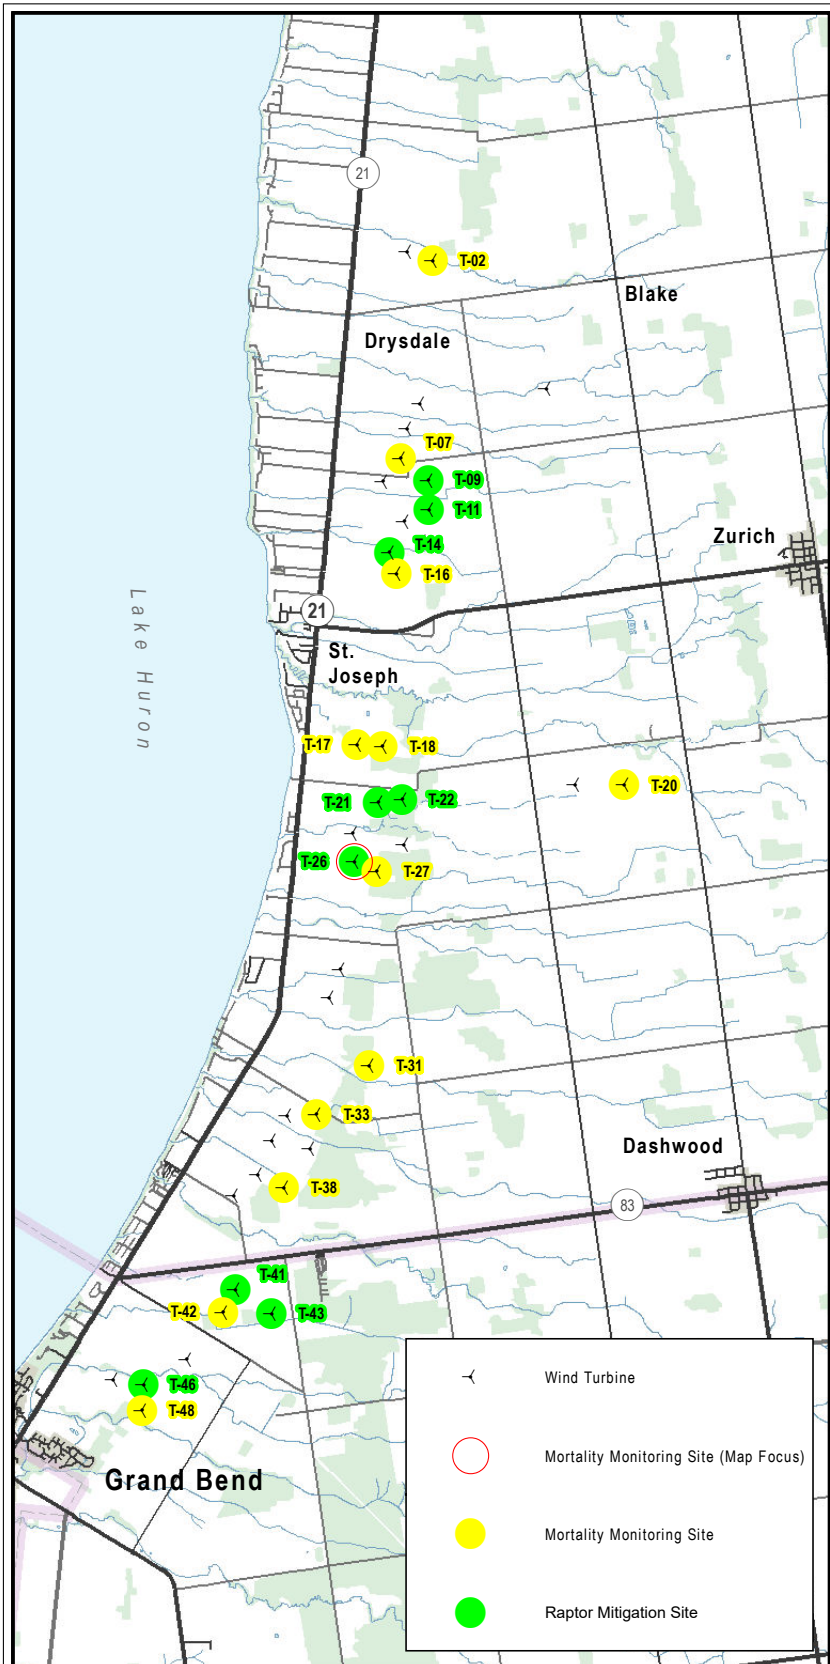 21
T-02
Blake
Drysdale
T-07
T-09
T-11
Zurich
T-14
T-16
Lake Huron
21
St.
Joseph
T-17
T-18
T-20
T-21
T-22
T-26
T-27
T-31
T-33
Dashwood
T-38
83
T-41
T-42
T-43
T-46
T-48
Grand Bend
Wind Turbine
Mortality Monitoring Site (Map Focus)
Mortality Monitoring Site
Raptor Mitigation Site